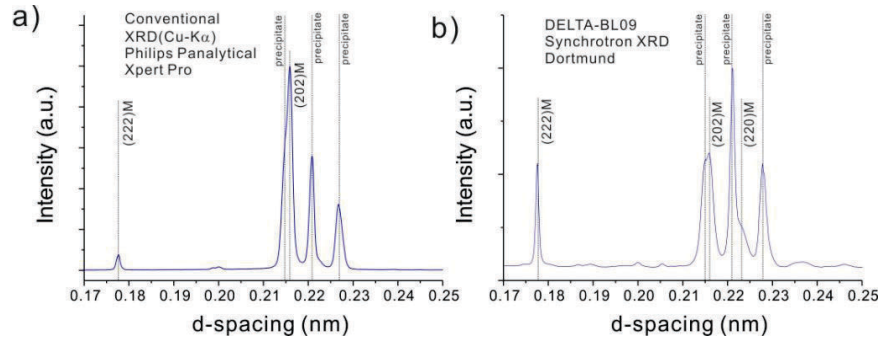 a)
Conventional
XRD(Cu-Kα)
Philips Panalytical
Xpert Pro
(222)M
precipitate
(202)M
precipitate
precipitate
Intensity (a.u.)
0.17 0.18 0.19 0.20 0.21 0.22 0.23 0.24 0.25
d-spacing (nm)
b)
DELTA-BL09
Synchrotron XRD
Dortmund
(222)M
precipitate
(202)M
precipitate
(220)M
precipitate
Intensity (a.u.)
0.17 0.18 0.19 0.20 0.21 0.22 0.23 0.24 0.25
d-spacing (nm)